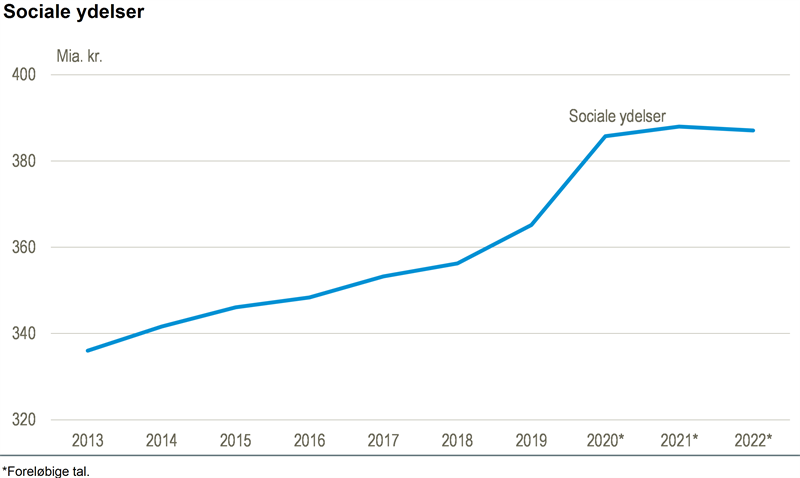 Sociale ydelser
Mia. kr.
400
380
360
340
320
Sociale ydelser
2013 2014 2015 2016 2017 2018 2019 2020* 2021* 2022*
*Foreløbige tal.